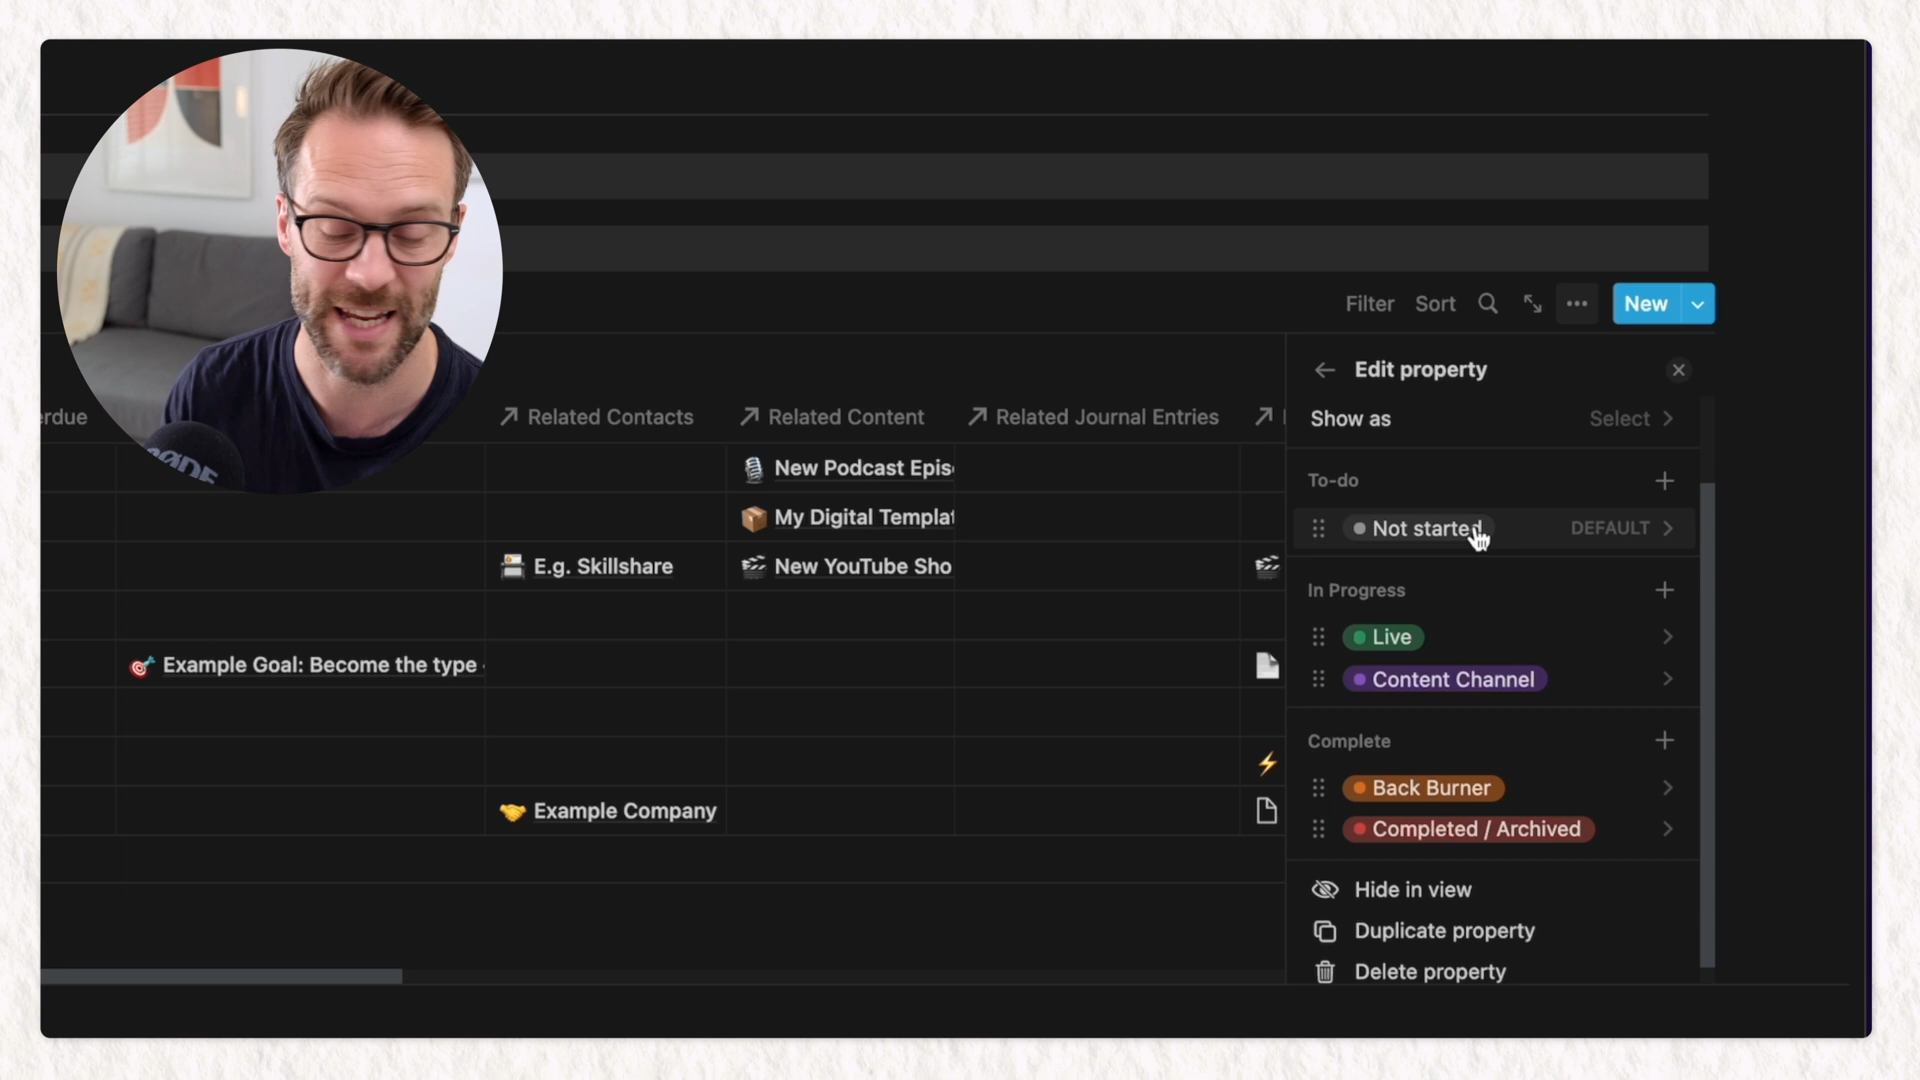 Filter Sort New
Edit property
erdue Related Contacts Related Content Related Journal Entries
Show as Select
New Podcast Epis
To-do
My Digital Templat
Not started DEFAULT
E.g. Skillshare New YouTube Sho
In Progress
Live
Example Goal: Become the type
Content Channel
Complete
Back Burner
Example Company
Completed / Archived
Hide in view
Duplicate property
Delete property